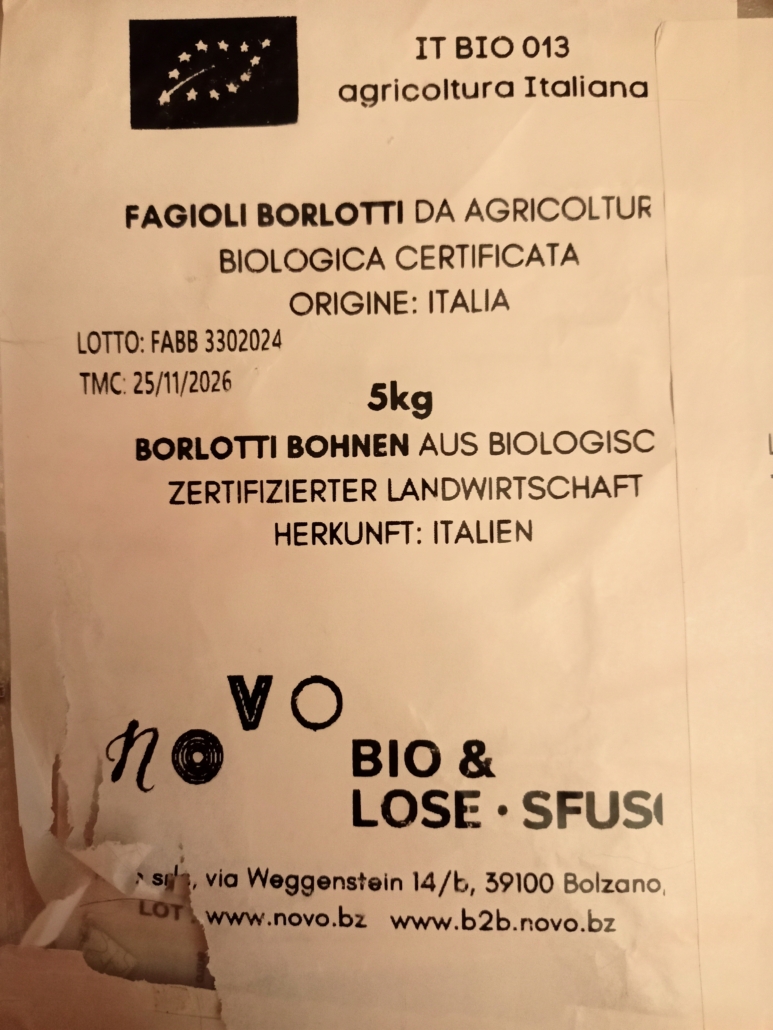 IT BIO 013
agricoltura Italiana
FAGIOLI BORLOTTI DA AGRICOLTUR
BIOLOGICA CERTIFICATA
ORIGINE: ITALIA
LOTTO: FABB 3302024
TMC: 25/11/2026
5kg
BORLOTTI BOHNEN AUS BIOLOGISC
ZERTIFIZIERTER LANDWIRTSCHAFT
HERKUNFT: ITALIEN
novo
BIO &
LOSE • SFUS
, via Weggenstein 14/b, 39100 Bolzano,
LOT
www.novo.bz www.b2b.novo.bz